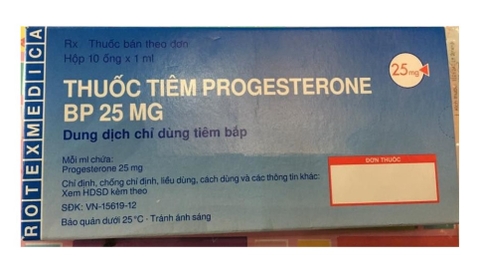 ROTEXMEDICA
Rx. Thuốc bán theo đơn
Hộp 10 ống x 1 ml
25mg
THUỐC TIÊM PROGESTERONE
BP 25 MG
Dung dịch chỉ dùng tiêm bắp
Mỗi ml chứa:
Progesterone 25 mg
Chỉ định, chống chỉ định, liều dùng, cách dùng và các thông tin khác:
Xem HDSD kèm theo
SĐK: VN-15619-12
Bảo quản dưới 25°C - Tránh ánh sáng
ĐƠN THUỐC